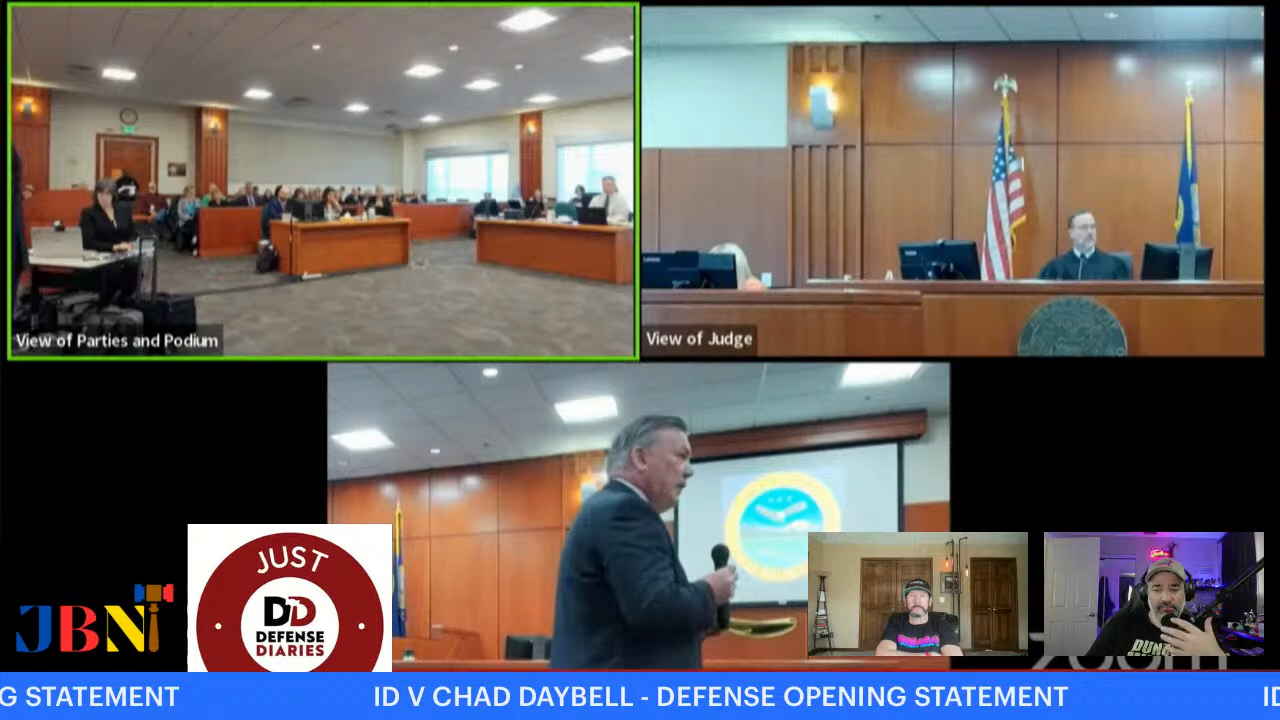 View of Parties and Podium
View of Judge
JBN
JUST
DD
DEFENSE
DIARIES
zoom
G STATEMENT
ID V CHAD DAYBELL - DEFENSE OPENING STATEMENT
ID